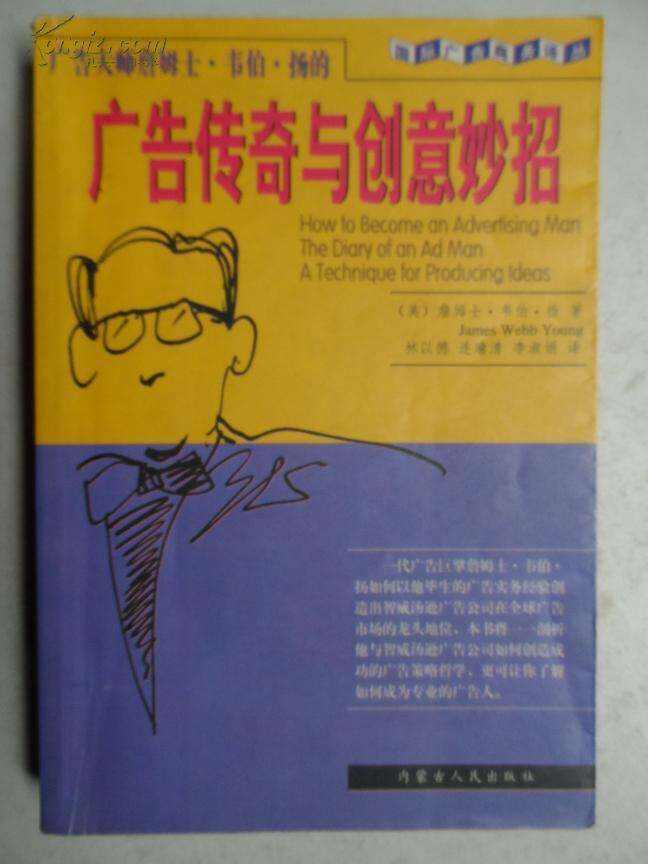 Kongfz.com
广告大师詹姆士·韦伯·扬的
广告传奇与创意妙招
How to Become an Advertising Man
The Diary of an Ad Man
A Technique for Producing Ideas
（美）詹姆士·韦伯·扬 著
James Webb Young
林以德 连瓊清 李淑娟 译
一代广告巨擘詹姆士·韦伯·
扬如何以他毕生的广告实务经验创
造出智威汤逊广告公司在全球广告
市场的龙头地位、本书将一一剖析
他与智威汤逊广告公司如何创造成
功的广告策略哲学、更可让你了解
如何成为专业的广告人。
内蒙古人民出版社